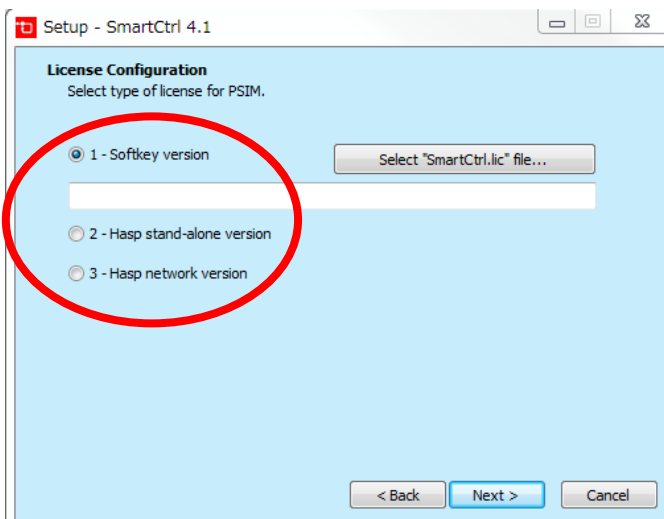 Setup - SmartCtrl 4.1
License Configuration
Select type of license for PSIM.
1 - Softkey version
Select "SmartCtrl.lic" file...
2 - Hasp stand-alone version
3 - Hasp network version
< Back
Next >
Cancel